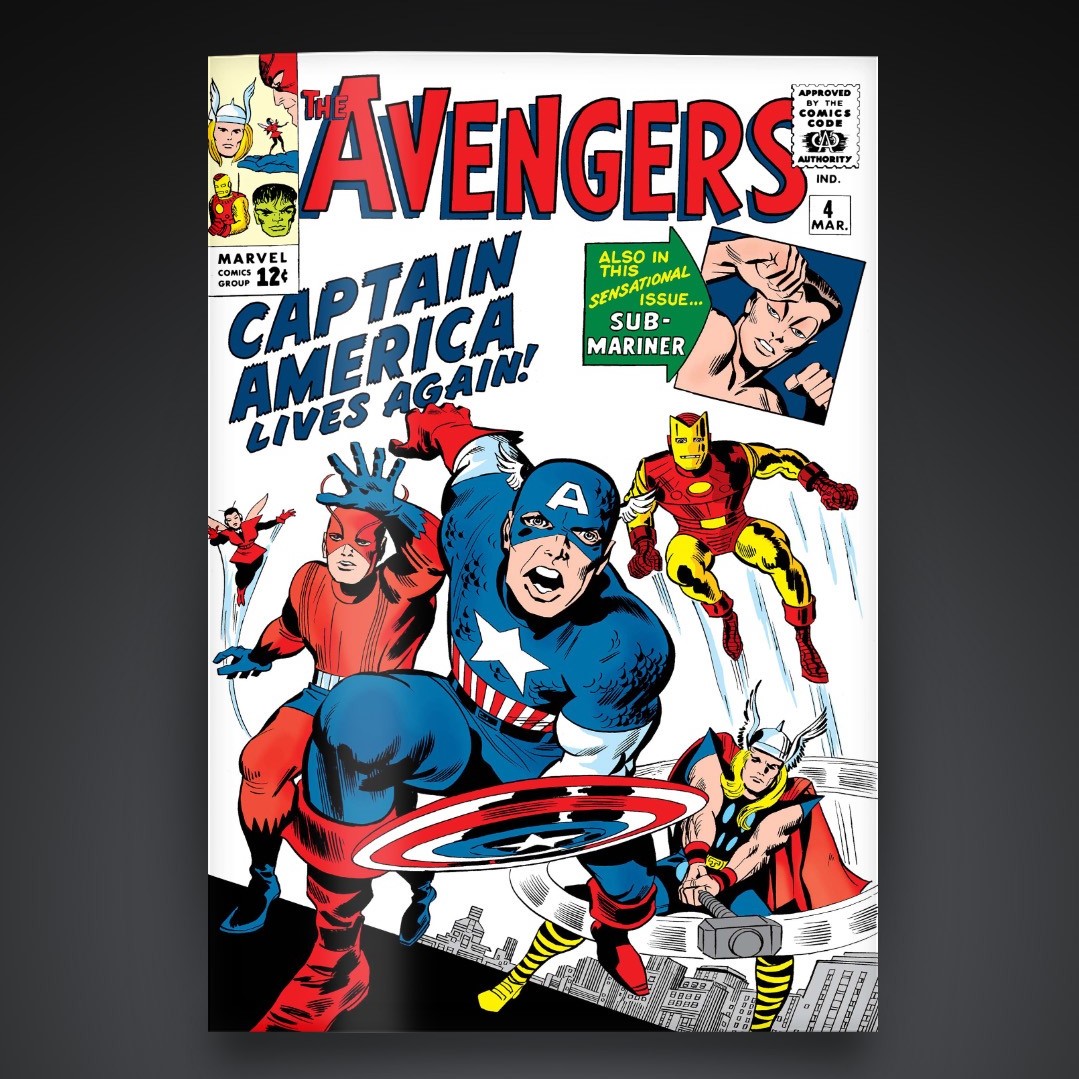 THE
AVENGERS
APPROVED
BY THE
COMICS
CODE
CA
AUTHORITY
IND.
4
MAR.
MARVEL
COMICS
GROUP 12¢
CAPTAIN
AMERICA
LIVES AGAIN!
ALSO IN
THIS
SENSATIONAL
ISSUE...
SUB-
MARINER
A